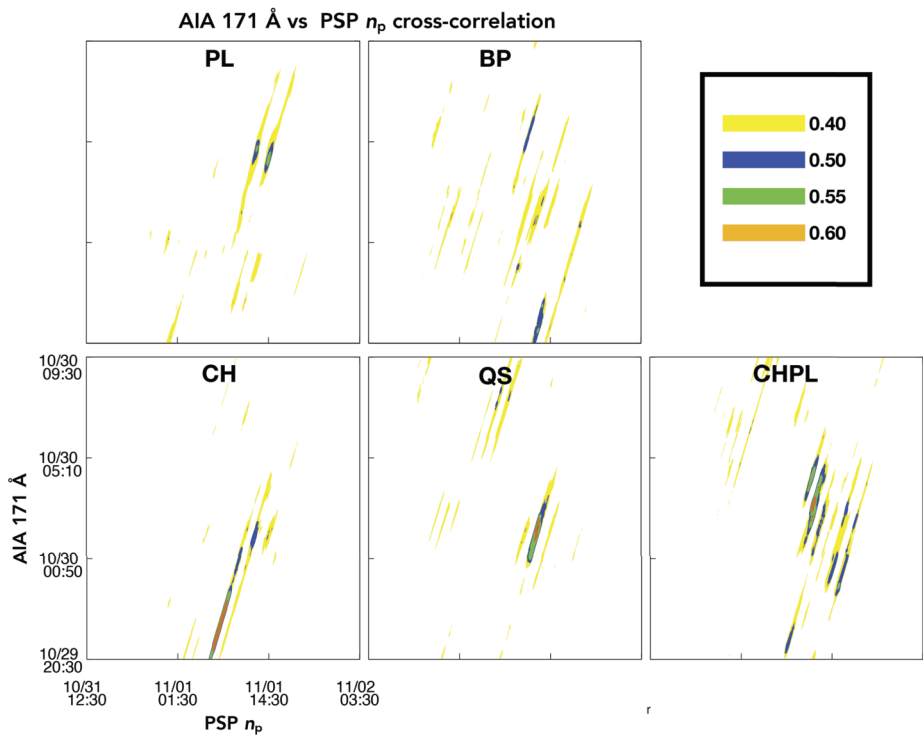 AIA 171 Å vs PSP np cross-correlation
PL
BP
0.40
0.50
0.55
0.60
CH
QS
CHPL
10/30
09:30
10/30
05:10
10/30
00:50
10/29
20:30
AIA 171 Å
10/31 11/01 11/01 11/02
12:30 01:30 14:30 03:30
PSP np
r